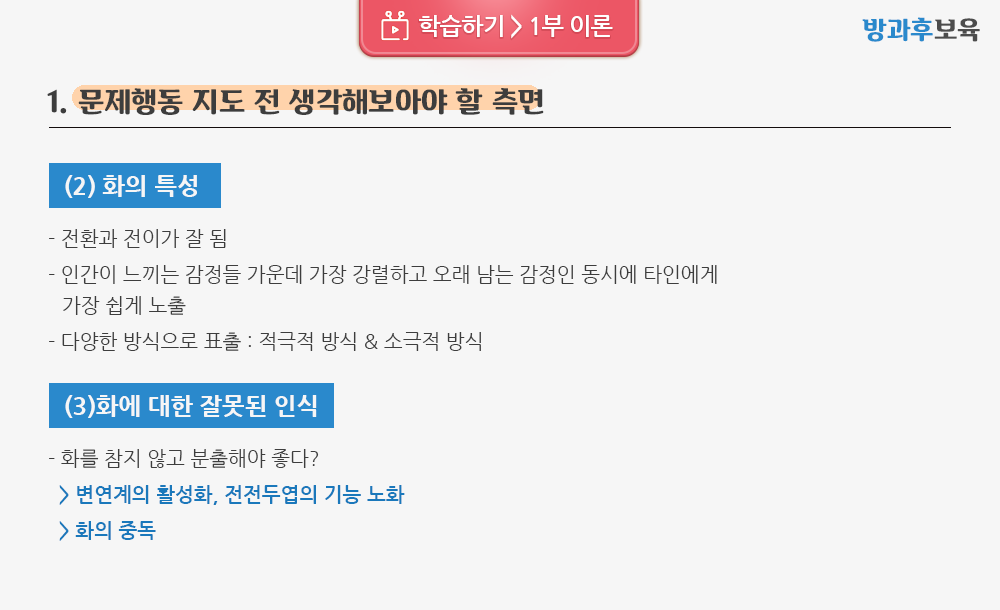 학습하기 > 1부 이론
방과후보육
1. 문제행동 지도 전 생각해보아야 할 측면
(2) 화의 특성
- 전환과 전이가 잘 됨
- 인간이 느끼는 감정들 가운데 가장 강렬하고 오래 남는 감정인 동시에 타인에게
가장 쉽게 노출
- 다양한 방식으로 표출 : 적극적 방식 & 소극적 방식
(3)화에 대한 잘못된 인식
- 화를 참지 않고 분출해야 좋다?
> 변연계의 활성화, 전전두엽의 기능 노화
> 화의 중독